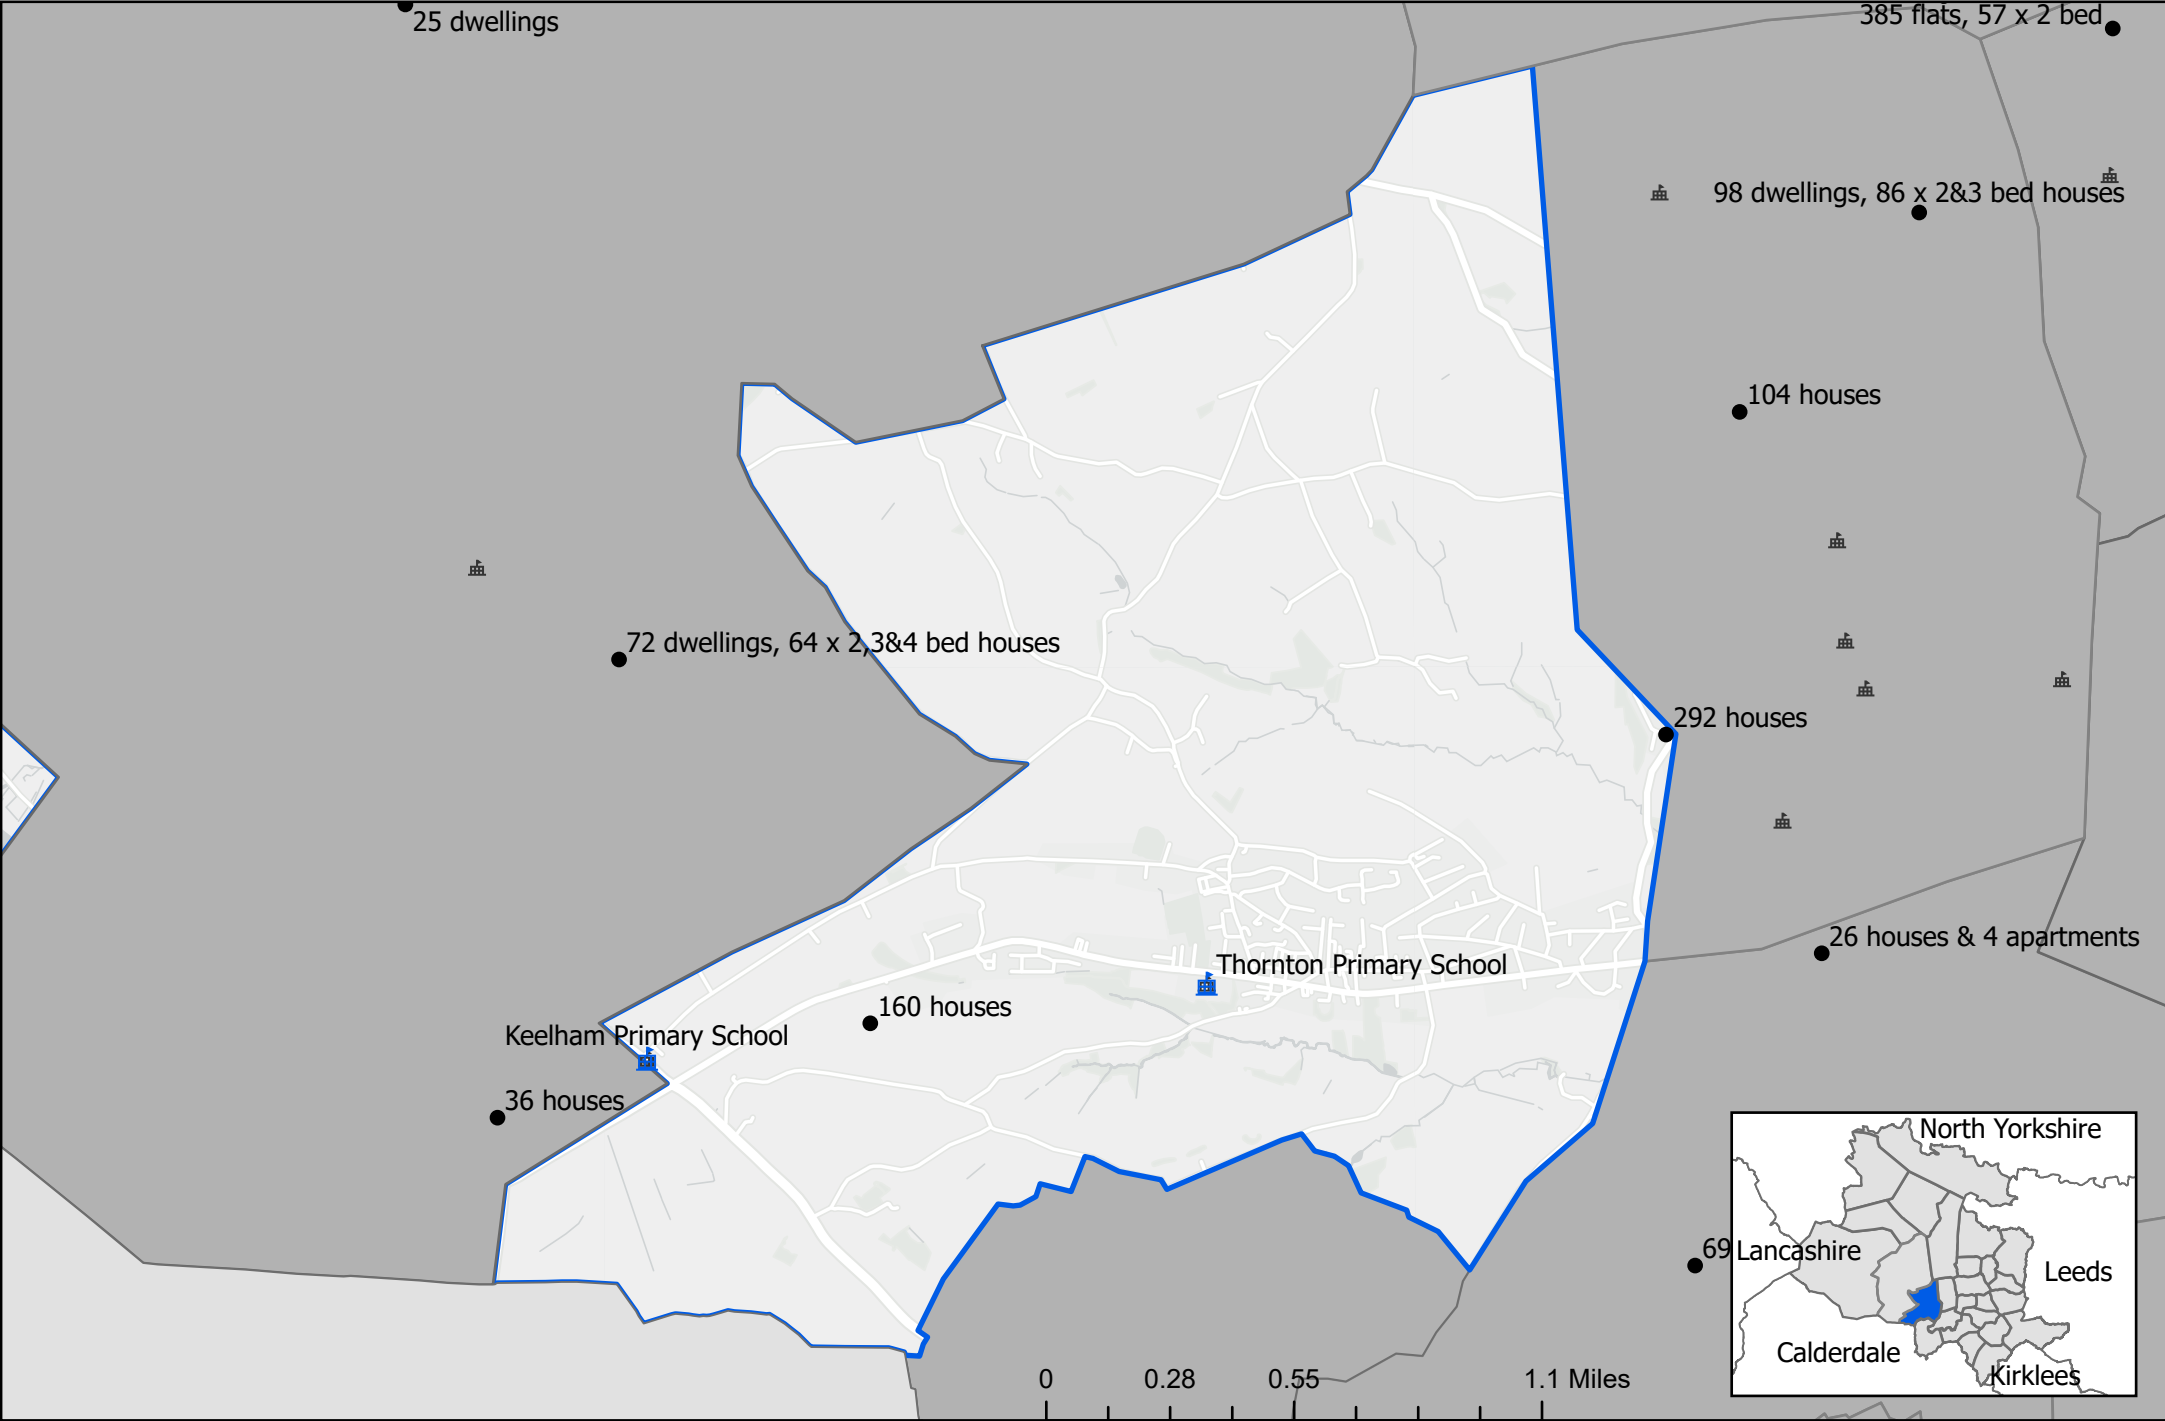 25 dwellings
385 flats, 57 x 2 bed
98 dwellings, 86 x 2&3 bed houses
104 houses
72 dwellings, 64 x 2,3&4 bed houses
292 houses
26 houses & 4 apartments
Thornton Primary School
160 houses
Keelham Primary School
36 houses
69
North Yorkshire
Lancashire
Leeds
Calderdale
Kirklees
0 0.28 0.55 1.1 Miles